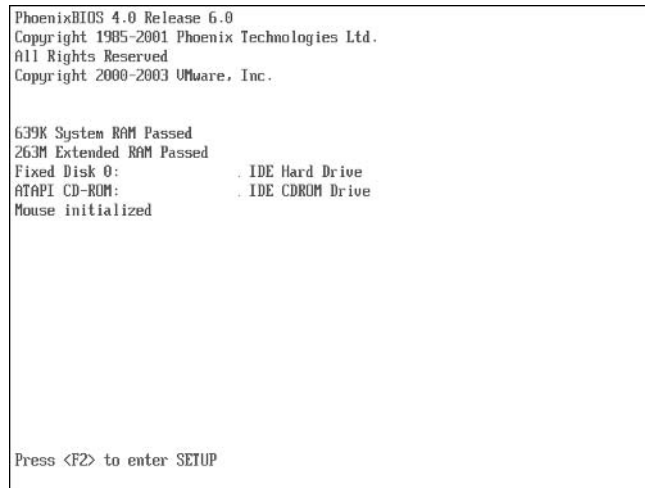 PhoenixBIOS 4.0 Release 6.0
Copyright 1985-2001 Phoenix Technologies Ltd.
All Rights Reserved
Copyright 2000-2003 VMware, Inc.
639K System RAM Passed
263M Extended RAM Passed
Fixed Disk 0: . IDE Hard Drive
ATAPI CD-ROM: . IDE CDROM Drive
Mouse initialized
Press <F2> to enter SETUP